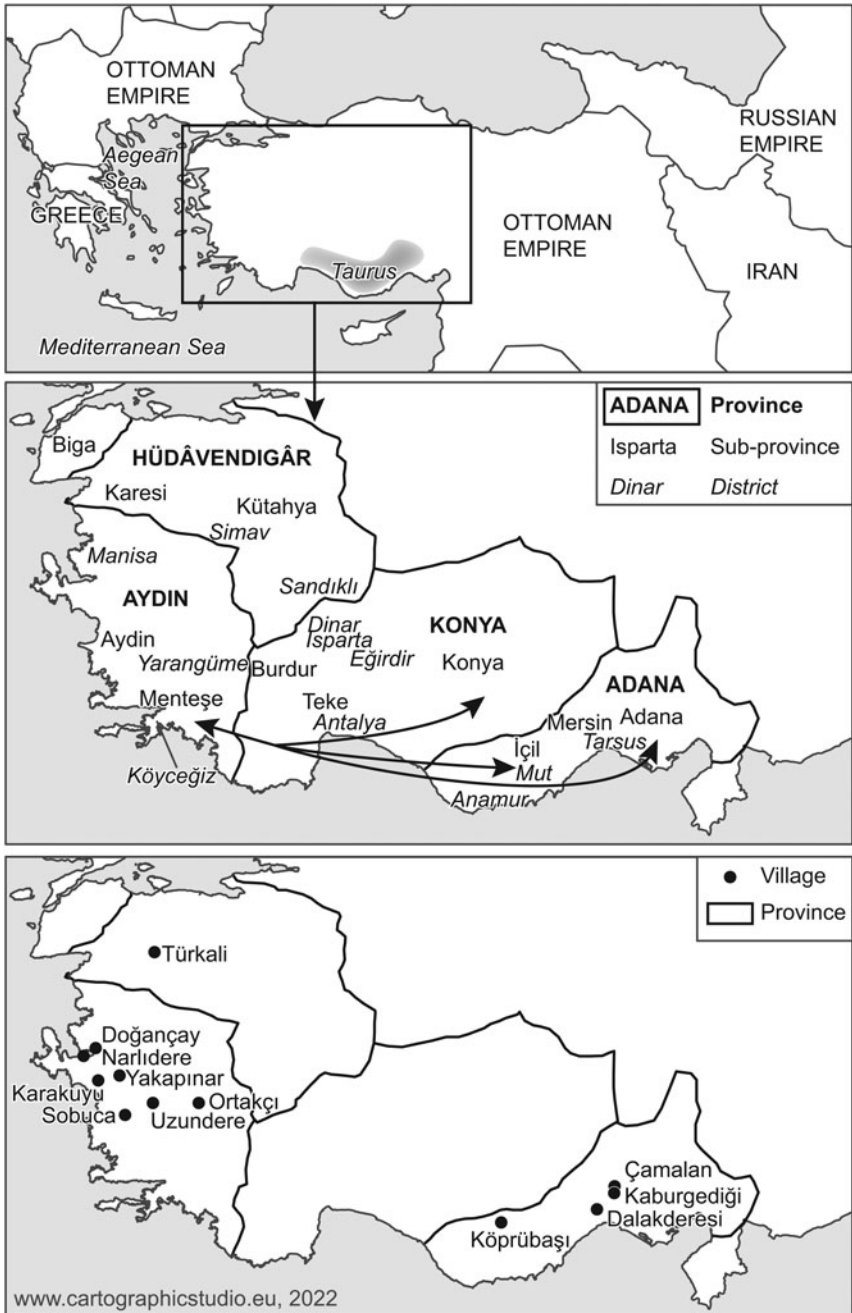 OTTOMAN
EMPIRE
RUSSIAN
EMPIRE
Aegean
Sea
GREECE
OTTOMAN
EMPIRE
Taurus
IRAN
Mediterranean Sea
ADANA Province
Isparta Sub-province
Dinar District
Biga
HÜDÂVENDIGÂR
Karesi
Kütahya
Simav
Manisa
Sandıklı
AYDIN
Dinar
Isparta
KONYA
Aydin
Eğirdir
Yarangüme
Burdur
Konya
ADANA
Menteşe
Teke
Antalya
Mersin
Adana
Tarsus
İçil
Mut
Köyceğiz
Anamur
Village
Province
Türkali
Doğançay
Narlıdere
Yakapınar
Karakuyu
Ortakçı
Sobuca
Uzundere
Çamalan
Kaburgediği
Dalakderesi
Köprübaşı
www.cartographicstudio.eu, 2022